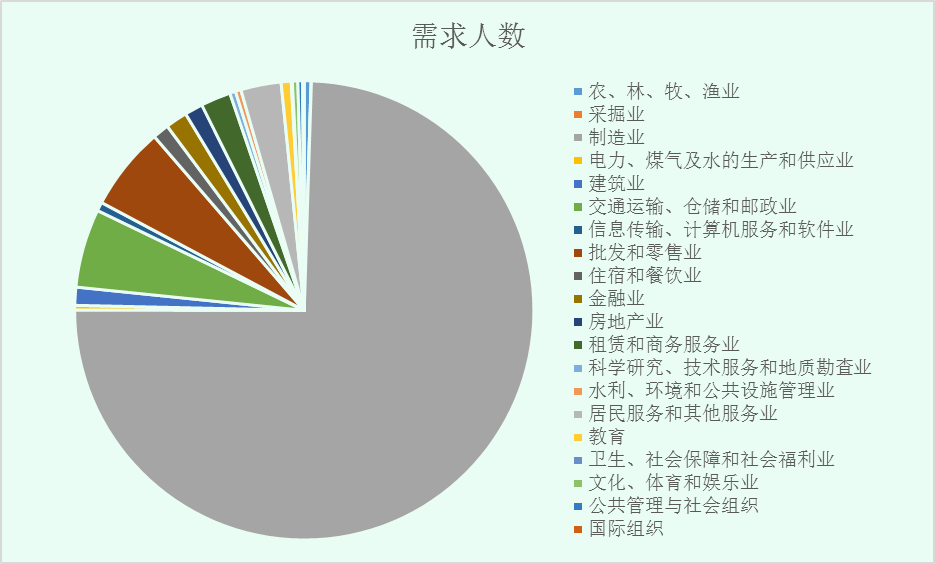 需求人数
农、林、牧、渔业
采掘业
制造业
电力、煤气及水的生产和供应业
建筑业
交通运输、仓储和邮政业
信息传输、计算机服务和软件业
批发和零售业
住宿和餐饮业
金融业
房地产业
租赁和商务服务业
科学研究、技术服务和地质勘查业
水利、环境和公共设施管理业
居民服务和其他服务业
教育
卫生、社会保障和社会福利业
文化、体育和娱乐业
公共管理与社会组织
国际组织